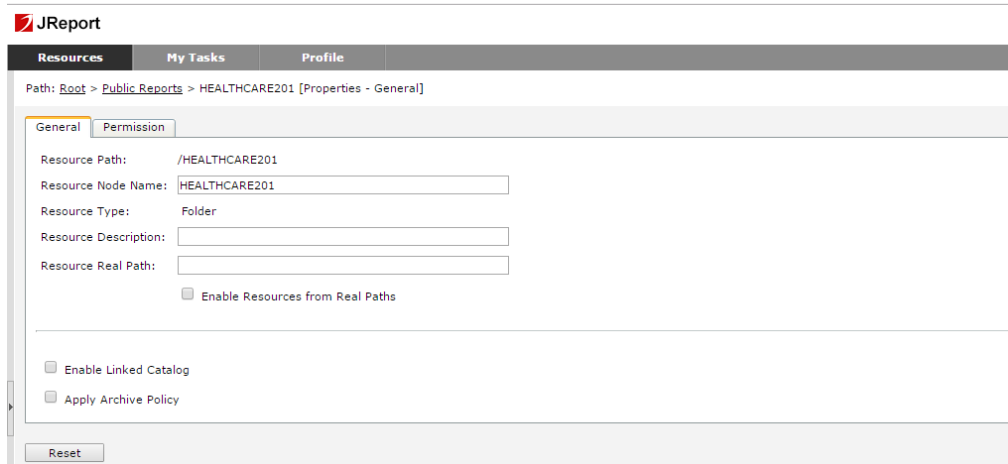 JReport
Resources My Tasks Profile
Path: Root > Public Reports > HEALTHCARE201 [Properties - General]
General Permission
Resource Path: /HEALTHCARE201
Resource Node Name: HEALTHCARE201
Resource Type: Folder
Resource Description:
Resource Real Path:
Enable Resources from Real Paths
Enable Linked Catalog
Apply Archive Policy
Reset